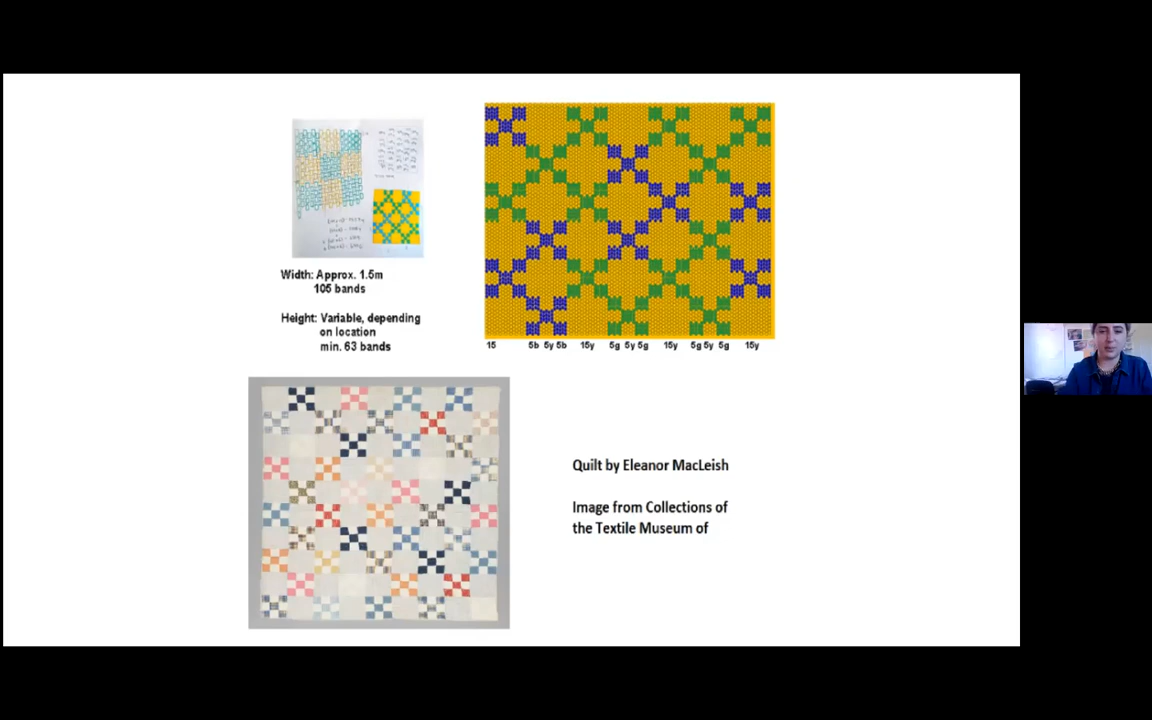 Width: Approx. 1.5m
105 bands
Height: Variable, depending
on location
min. 63 bands
15 5b 5y 5b 15y 5g 5y 5g 15y 5g 5y 5g 15y
Quilt by Eleanor MacLeish
Image from Collections of
the Textile Museum of